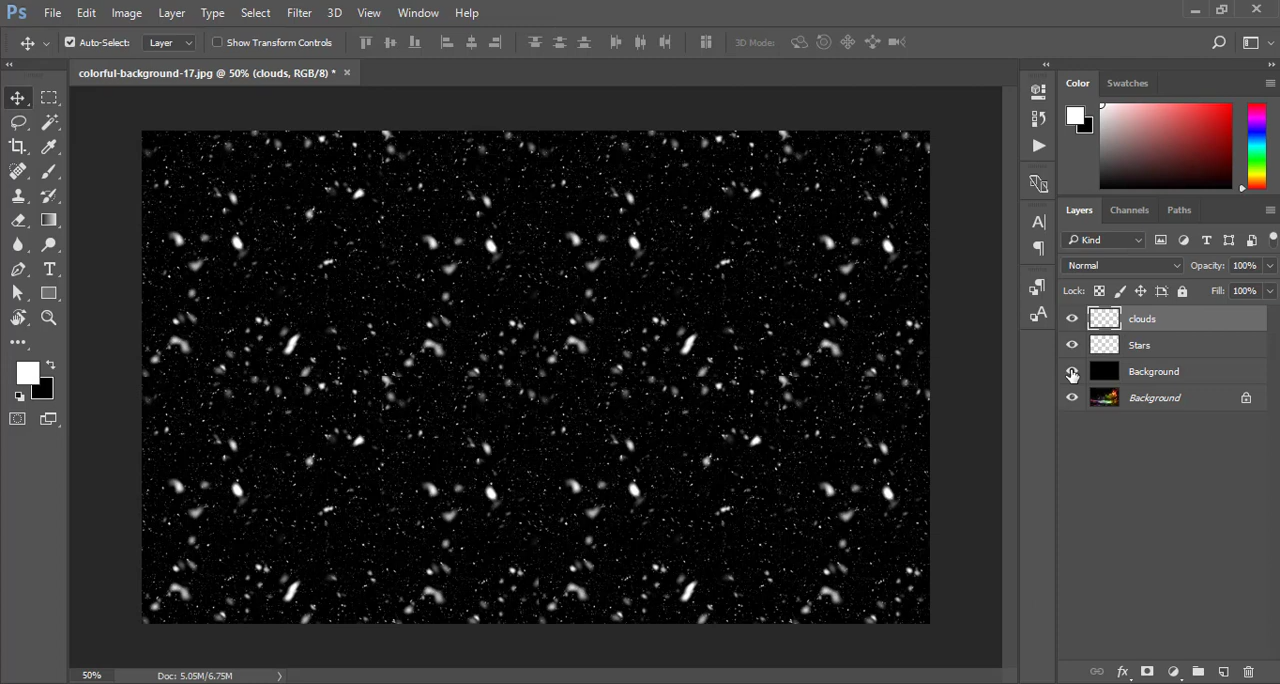 Ps File Edit Image Layer Type Select Filter 3D View Window Help
Auto-Select: Layer Show Transform Controls 3D Mode:
colorful-background-17.jpg @ 50% (clouds, RGB/8) * ×
Color Swatches
Layers Channels Paths
Kind
Normal Opacity: 100%
Lock: Fill: 100%
clouds
Stars
Background
Background
fx
50% Doc: 5.05M/6.75M